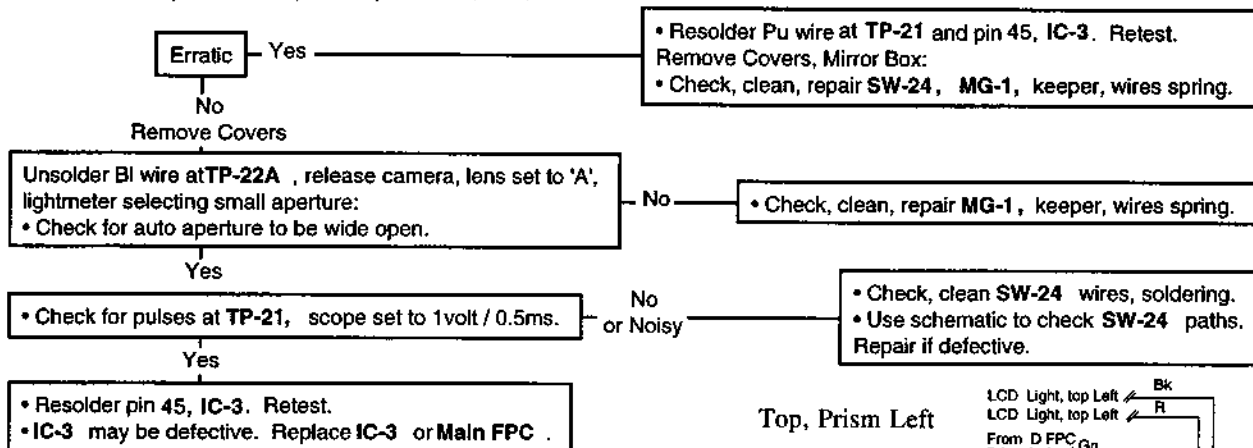 Erratic
Yes
• Resolder Pu wire at TP-21 and pin 45, IC-3. Retest.
Remove Covers, Mirror Box:
• Check, clean, repair SW-24, MG-1, keeper, wires spring.
No
Remove Covers
Unsolder Bl wire at TP-22A , release camera, lens set to 'A',
lightmeter selecting small aperture:
• Check for auto aperture to be wide open.
No
• Check, clean, repair MG-1, keeper, wires spring.
Yes
• Check for pulses at TP-21, scope set to 1volt / 0.5ms.
No
or Noisy
• Check, clean SW-24 wires, soldering.
• Use schematic to check SW-24 paths.
Repair if defective.
Yes
• Resolder pin 45, IC-3. Retest.
• IC-3 may be defective. Replace IC-3 or Main FPC .
Top, Prism Left
LCD Light, top Left Bk
LCD Light, top Left R
From D FPC Gn